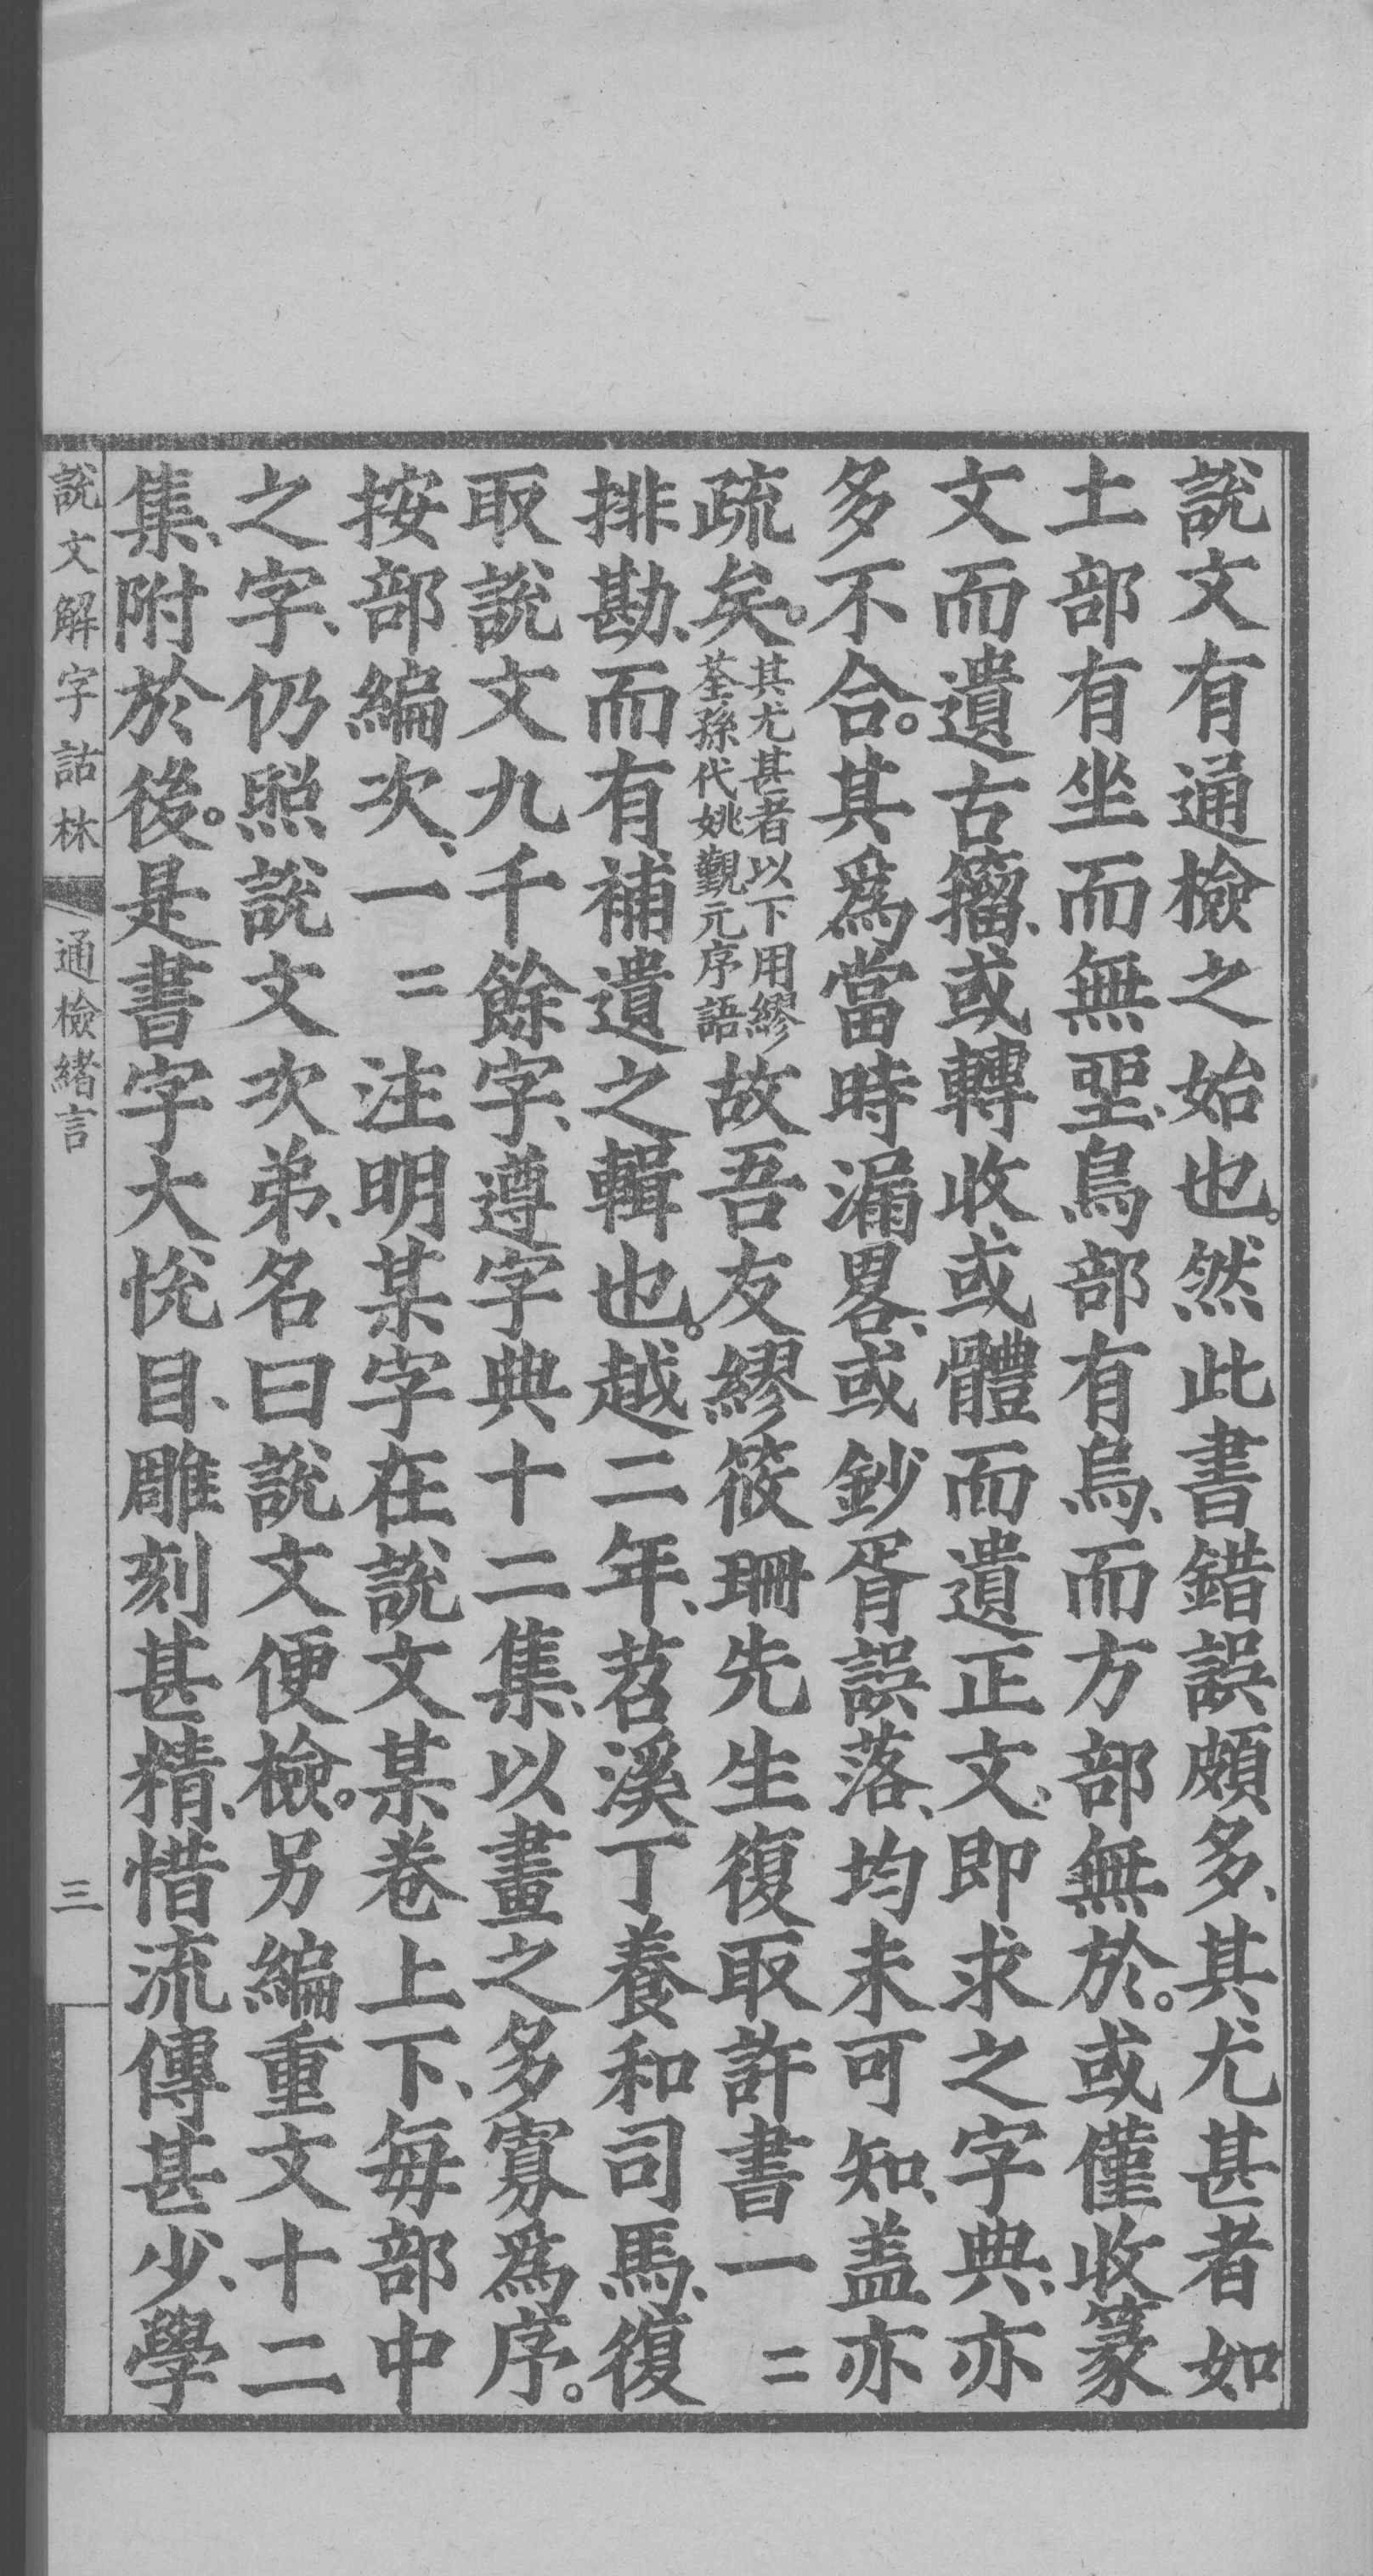 說文有通檢之始也。然此書錯誤頗多、其尤甚者如
土部有坐而無堊、鳥部有烏、而方部無於。或僅收篆
文而遺古籀、或轉收或體而遺正文、即求之字典、亦
多不合。其爲當時漏畧、或鈔胥誤落、均未可知、盖亦
疏矣。其尤甚者以下用繆荃孫代姚覲元序語故吾友繆筱珊先生復取許書一二
排勘、而有補遺之輯也。越二年、苕溪丁養和司馬、復
取說文九千餘字、遵字典十二集、以畫之多寡爲序。
按部編次、一二注明某字在說文某卷上下、每部中
之字、仍照說文次弟、名曰說文便檢。另編重文十二
集、附於後。是書字大悅目、雕刻甚精、惜流傳甚少、學
說文解字詁林
通檢緒言
三